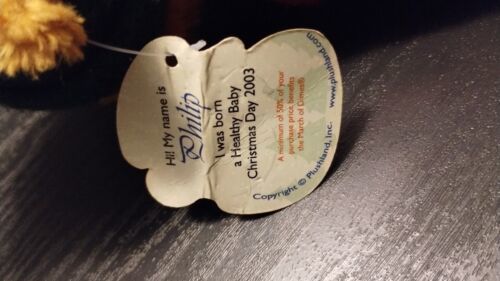 HI! My name is
Philip
I was born
a Healthy Baby
Christmas Day 2003
A minimum of 50% of your
purchase price benefits
the March of Dimes®
www.plushland.com
Copyright © Plushland, Inc.